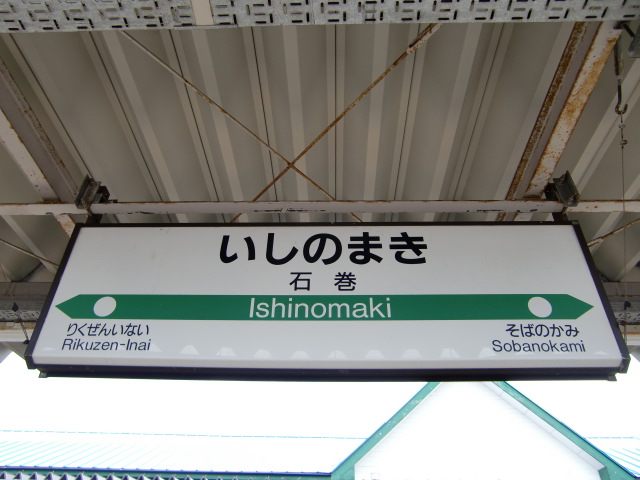 いしのまき
石巻
Ishinomaki
りくぜんいない
Rikuzen-Inai
そばのかみ
Sobanokami